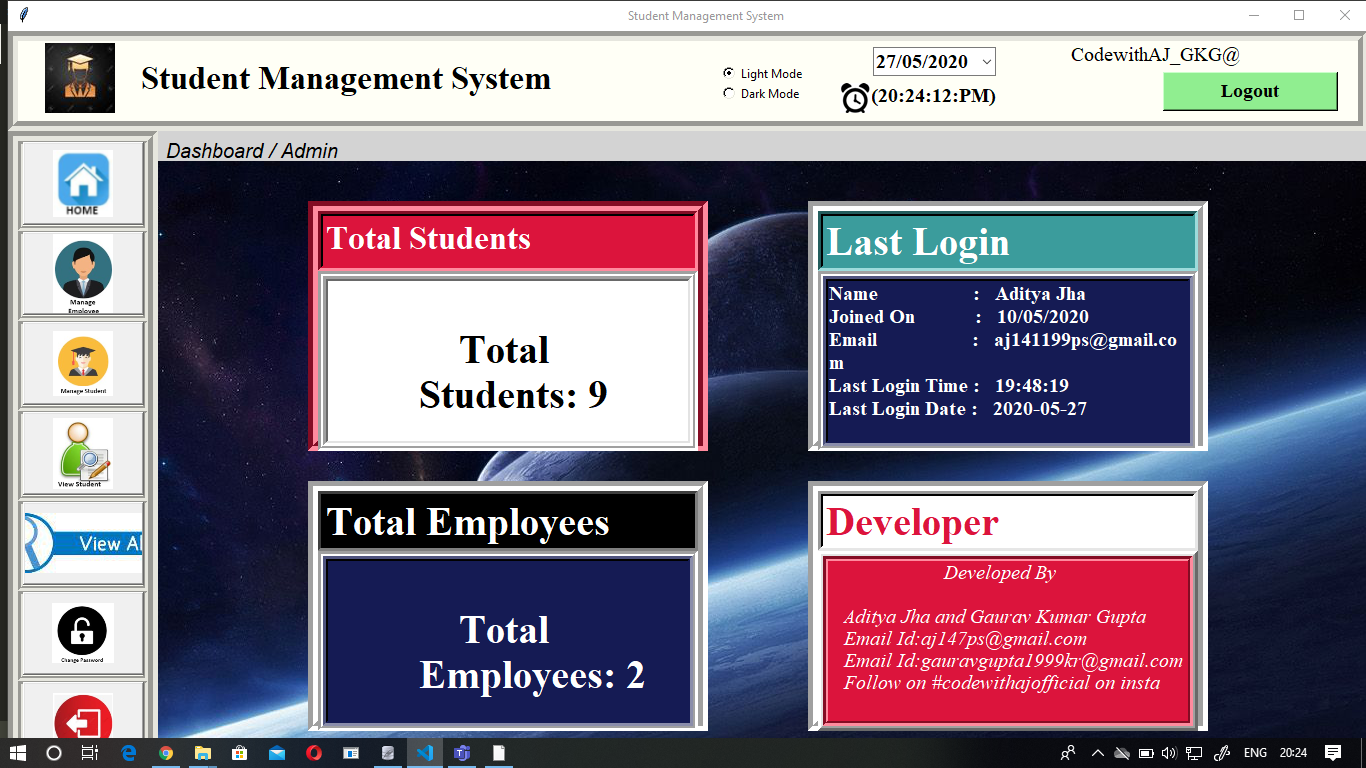 Student Management System
Student Management System
Light Mode
Dark Mode
27/05/2020
(20:24:12:PM)
CodewithAJ_GKG@
Logout
Dashboard / Admin
HOME
Manage
Employee
Manage Student
View Student
View Al
Change Password
Total Students
Total
Students: 9
Last Login
Name : Aditya Jha
Joined On : 10/05/2020
Email : aj141199ps@gmail.co
m
Last Login Time : 19:48:19
Last Login Date : 2020-05-27
Total Employees
Total
Employees: 2
Developer
Developed By
Aditya Jha and Gaurav Kumar Gupta
Email Id:aj147ps@gmail.com
Email Id:gauravgupta1999kr@gmail.com
Follow on #codewithajofficial on insta
ENG 20:24